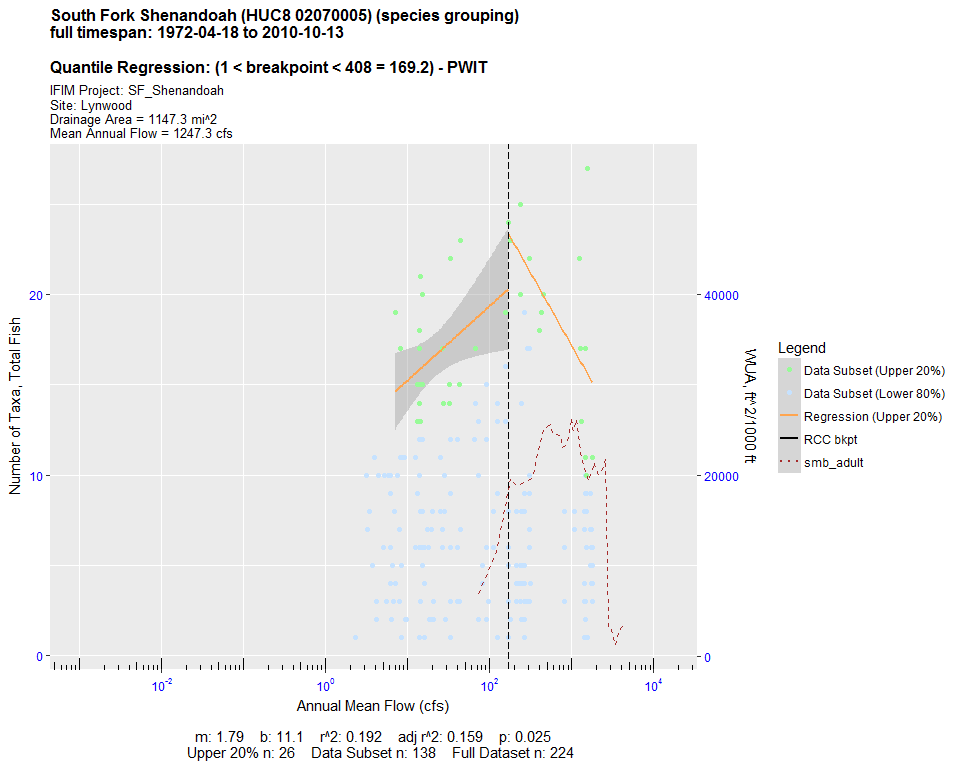 South Fork Shenandoah (HUC8 02070005) (species grouping)
full timespan: 1972-04-18 to 2010-10-13
Quantile Regression: (1 < breakpoint < 408 = 169.2) - PWIT
IFIM Project: SF_Shenandoah
Site: Lynwood
Drainage Area = 1147.3 mi^2
Mean Annual Flow = 1247.3 cfs
Number of Taxa, Total Fish
20
10
0
40000
20000
0
WUA, ft^2/1000 ft
10^-2
10^0
10^2
10^4
Annual Mean Flow (cfs)
Legend
Data Subset (Upper 20%)
Data Subset (Lower 80%)
Regression (Upper 20%)
RCC bkpt
smb_adult
m: 1.79 b: 11.1 r^2: 0.192 adj r^2: 0.159 p: 0.025
Upper 20% n: 26 Data Subset n: 138 Full Dataset n: 224